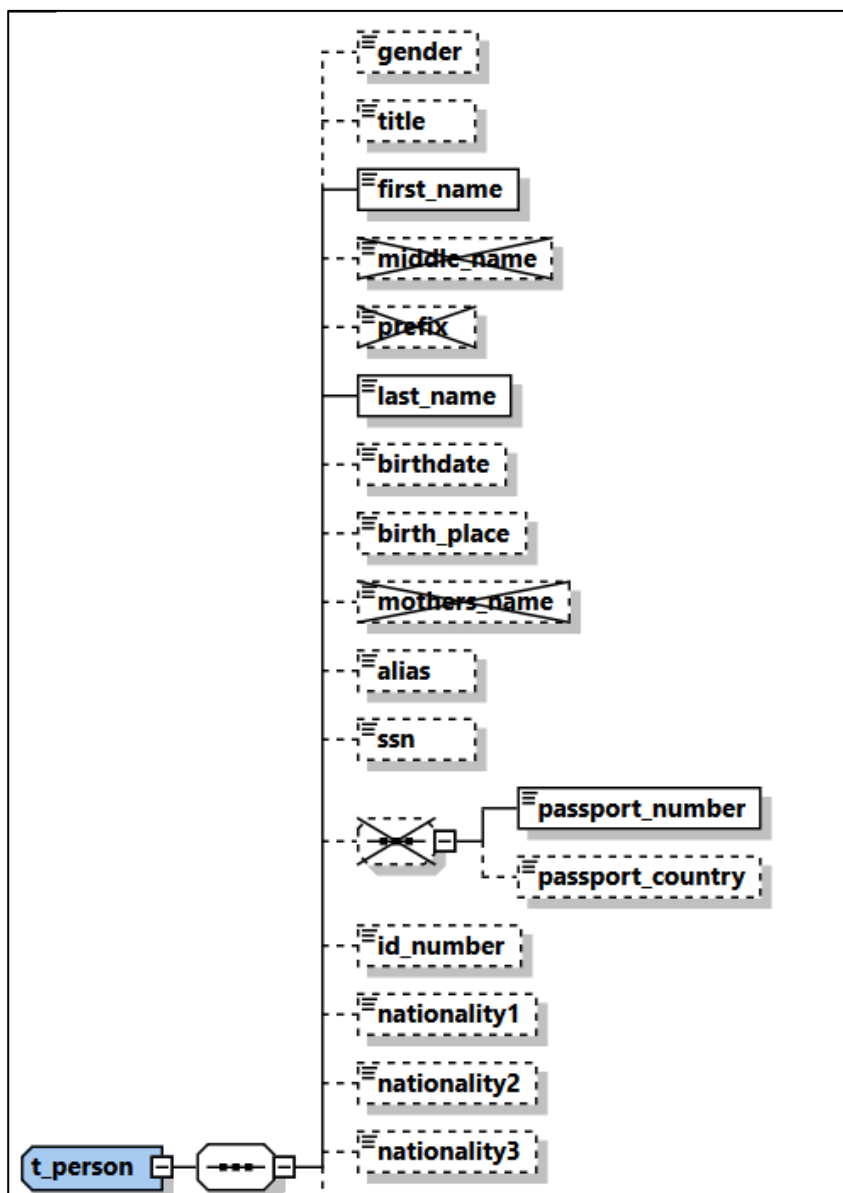 gender
title
first_name
middle_name
prefix
last_name
birthdate
birth_place
mothers_name
alias
ssn
passport_number
passport_country
id_number
nationality1
nationality2
nationality3
t_person